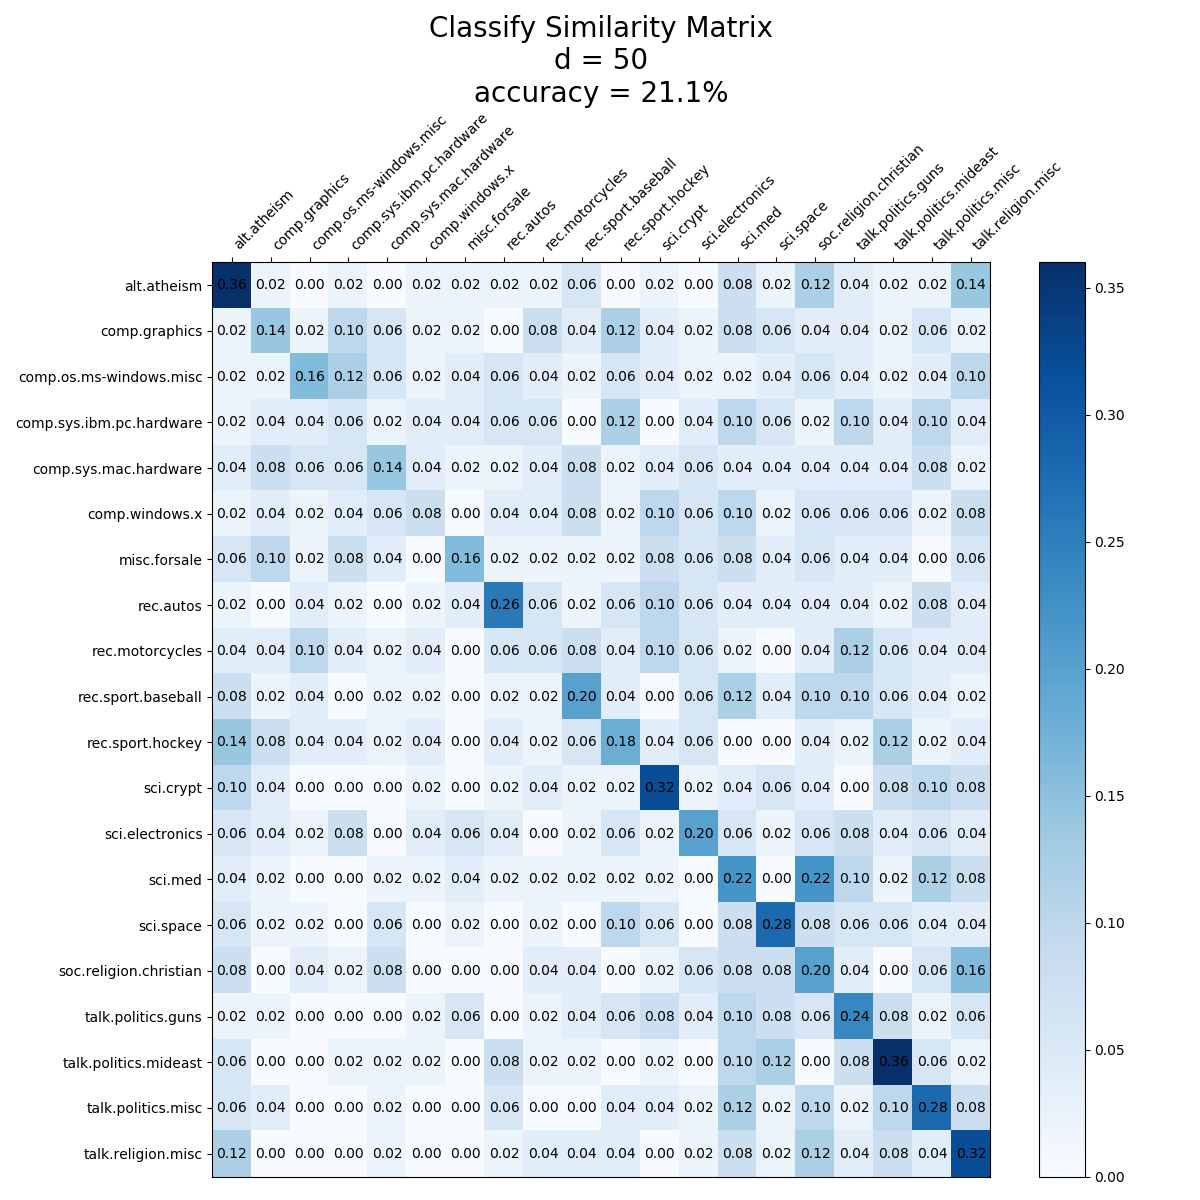 Classify Similarity Matrix
d = 50
accuracy = 21.1%
alt.atheism
comp.graphics
comp.os.ms-windows.misc
comp.sys.ibm.pc.hardware
comp.sys.mac.hardware
comp.windows.x
misc.forsale
rec.autos
rec.motorcycles
rec.sport.baseball
rec.sport.hockey
sci.crypt
sci.electronics
sci.med
sci.space
soc.religion.christian
talk.politics.guns
talk.politics.mideast
talk.politics.misc
talk.religion.misc
alt.atheism 0.36 0.02 0.00 0.02 0.00 0.02 0.02 0.02 0.02 0.06 0.00 0.02 0.00 0.08 0.02 0.12 0.04 0.02 0.02 0.14
comp.graphics 0.02 0.14 0.02 0.10 0.06 0.02 0.02 0.00 0.08 0.04 0.12 0.04 0.02 0.08 0.06 0.04 0.04 0.02 0.06 0.02
comp.os.ms-windows.misc 0.02 0.02 0.16 0.12 0.06 0.02 0.04 0.06 0.04 0.02 0.06 0.04 0.02 0.02 0.04 0.06 0.04 0.02 0.04 0.10
comp.sys.ibm.pc.hardware 0.02 0.04 0.04 0.06 0.02 0.04 0.04 0.06 0.06 0.00 0.12 0.00 0.04 0.10 0.06 0.02 0.10 0.04 0.10 0.04
comp.sys.mac.hardware 0.04 0.08 0.06 0.06 0.14 0.04 0.02 0.02 0.04 0.08 0.02 0.04 0.06 0.04 0.04 0.04 0.04 0.04 0.08 0.02
comp.windows.x 0.02 0.04 0.02 0.04 0.06 0.08 0.00 0.04 0.04 0.08 0.02 0.10 0.06 0.10 0.02 0.06 0.06 0.06 0.02 0.08
misc.forsale 0.06 0.10 0.02 0.08 0.04 0.00 0.16 0.02 0.02 0.02 0.02 0.08 0.06 0.08 0.04 0.06 0.04 0.04 0.00 0.06
rec.autos 0.02 0.00 0.04 0.02 0.00 0.02 0.04 0.26 0.06 0.02 0.06 0.10 0.06 0.04 0.04 0.04 0.04 0.02 0.08 0.04
rec.motorcycles 0.04 0.04 0.10 0.04 0.02 0.04 0.00 0.06 0.06 0.08 0.04 0.10 0.06 0.02 0.00 0.04 0.12 0.06 0.04 0.04
rec.sport.baseball 0.08 0.02 0.04 0.00 0.02 0.02 0.00 0.02 0.02 0.20 0.04 0.00 0.06 0.12 0.04 0.10 0.10 0.06 0.04 0.02
rec.sport.hockey 0.14 0.08 0.04 0.04 0.02 0.04 0.00 0.04 0.02 0.06 0.18 0.04 0.06 0.00 0.00 0.04 0.02 0.12 0.02 0.04
sci.crypt 0.10 0.04 0.00 0.00 0.00 0.02 0.00 0.02 0.04 0.02 0.02 0.32 0.02 0.04 0.06 0.04 0.00 0.08 0.10 0.08
sci.electronics 0.06 0.04 0.02 0.08 0.00 0.04 0.06 0.04 0.00 0.02 0.06 0.02 0.20 0.06 0.02 0.06 0.08 0.04 0.06 0.04
sci.med 0.04 0.02 0.00 0.00 0.02 0.02 0.04 0.02 0.02 0.02 0.02 0.02 0.00 0.22 0.00 0.22 0.10 0.02 0.12 0.08
sci.space 0.06 0.02 0.02 0.00 0.06 0.00 0.02 0.00 0.02 0.00 0.10 0.06 0.00 0.08 0.28 0.08 0.06 0.06 0.04 0.04
soc.religion.christian 0.08 0.00 0.04 0.02 0.08 0.00 0.00 0.00 0.04 0.04 0.00 0.02 0.06 0.08 0.08 0.20 0.04 0.00 0.06 0.16
talk.politics.guns 0.02 0.02 0.00 0.00 0.00 0.02 0.06 0.00 0.02 0.04 0.06 0.08 0.04 0.10 0.08 0.06 0.24 0.08 0.02 0.06
talk.politics.mideast 0.06 0.00 0.00 0.02 0.02 0.02 0.00 0.08 0.02 0.02 0.00 0.02 0.00 0.10 0.12 0.00 0.08 0.36 0.06 0.02
talk.politics.misc 0.06 0.04 0.00 0.00 0.02 0.00 0.00 0.06 0.00 0.00 0.04 0.04 0.02 0.12 0.02 0.10 0.02 0.10 0.28 0.08
talk.religion.misc 0.12 0.00 0.00 0.00 0.02 0.00 0.00 0.02 0.04 0.04 0.04 0.00 0.02 0.08 0.02 0.12 0.04 0.08 0.04 0.32
0.35
0.30
0.25
0.20
0.15
0.10
0.05
0.00